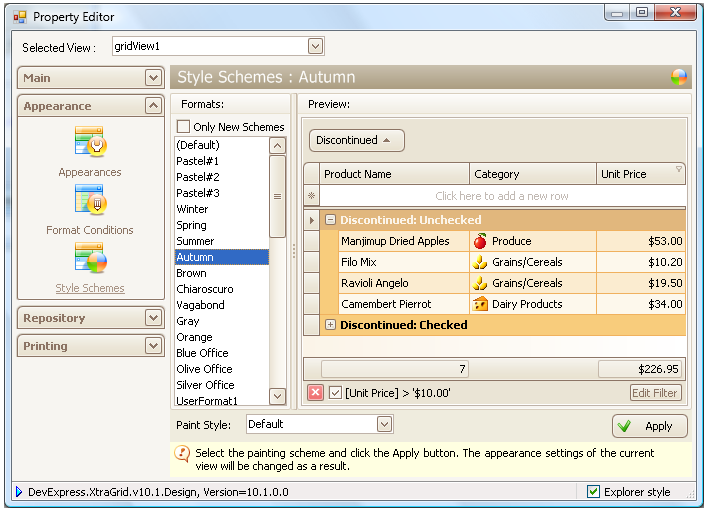 Property Editor
Selected View :
gridView1
Main
Appearance
Appearances
Format Conditions
Style Schemes
Repository
Printing
Style Schemes : Autumn
Formats:
Only New Schemes
(Default)
Pastel#1
Pastel#2
Pastel#3
Winter
Spring
Summer
Autumn
Brown
Chiaroscuro
Vagabond
Gray
Orange
Blue Office
Olive Office
Silver Office
UserFormat1
Preview:
Discontinued
Product Name Category Unit Price
Click here to add a new row
Discontinued: Unchecked
Manjimup Dried Apples Produce $53.00
Filo Mix Grains/Cereals $10.20
Ravioli Angelo Grains/Cereals $19.50
Camembert Pierrot Dairy Products $34.00
Discontinued: Checked
7 $226.95
[Unit Price] > '$10.00' Edit Filter
Paint Style: Default Apply
Select the painting scheme and click the Apply button. The appearance settings of the current
view will be changed as a result.
DevExpress.XtraGrid.v10.1.Design, Version=10.1.0.0 Explorer style